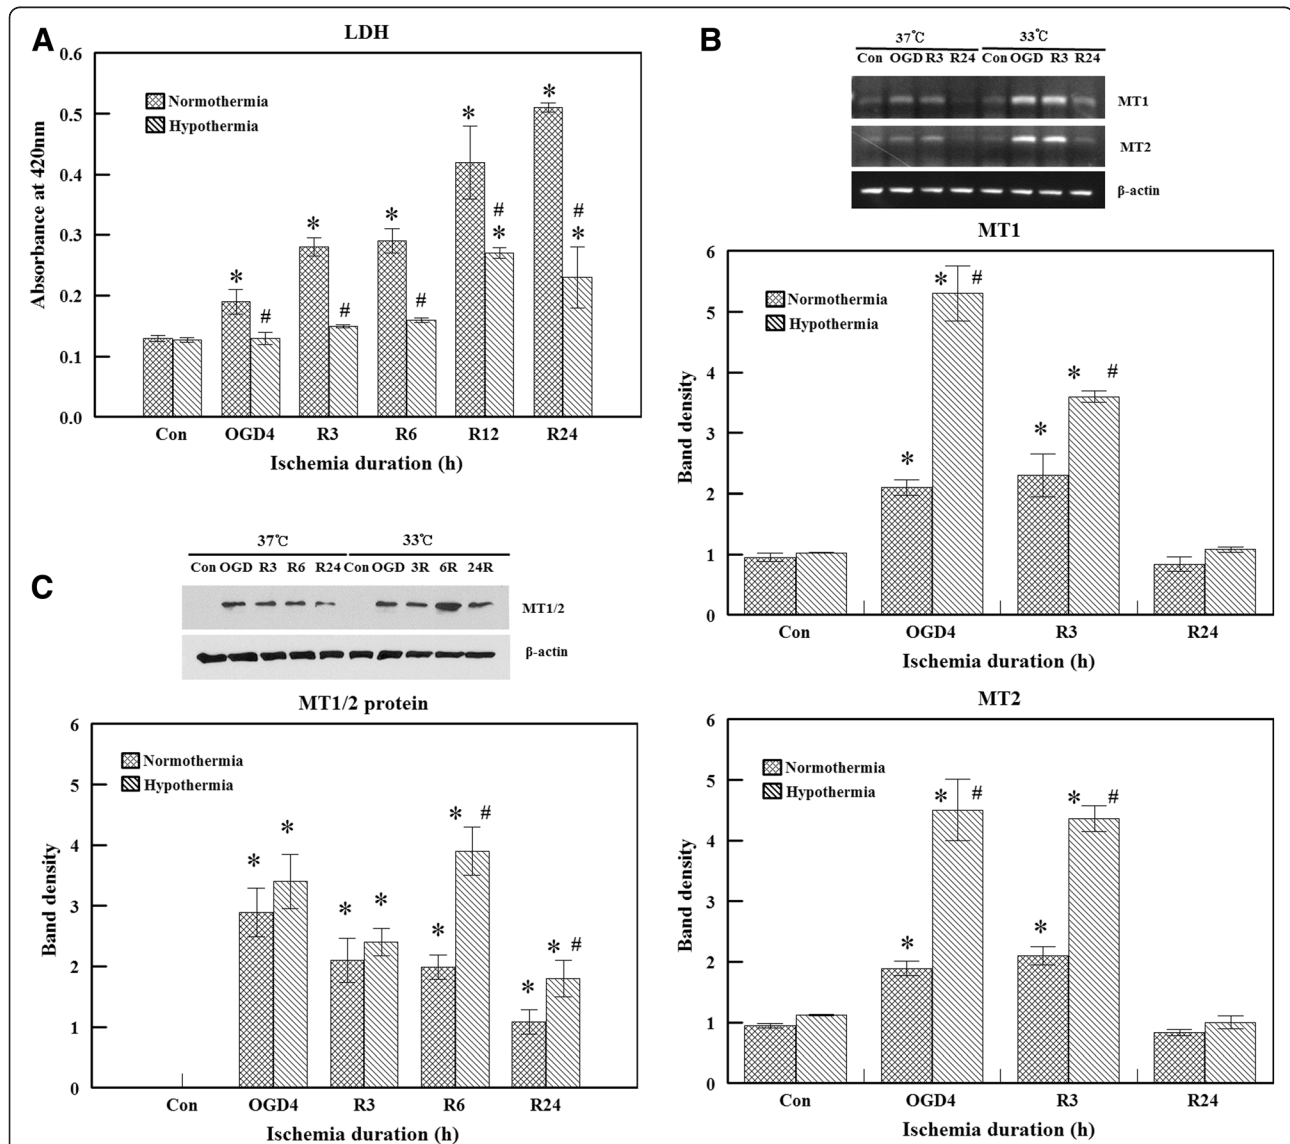 A
LDH
0.6
0.5
0.4
0.3
0.2
0.1
0.0
Absorbance at 420nm
Normothermia
Hypothermia
*
#
*
#
*
#
*
#
*
#
*
*
Con OGD4 R3 R6 R12 R24
Ischemia duration (h)
B
37℃ 33℃
Con OGD R3 R24 Con OGD R3 R24
MT1
MT2
β-actin
MT1
6
5
4
3
2
1
0
Band density
Normothermia
Hypothermia
*
* #
*
* #
Con OGD4 R3 R24
Ischemia duration (h)
C
37℃ 33℃
Con OGD R3 R6 R24 Con OGD 3R 6R 24R
MT1/2
β-actin
MT1/2 protein
6
5
4
3
2
1
0
Band density
Normothermia
Hypothermia
*
*
*
*
*
* #
*
* #
Con OGD4 R3 R6 R24
Ischemia duration (h)
MT2
6
5
4
3
2
1
0
Band density
Normothermia
Hypothermia
*
* #
*
* #
Con OGD4 R3 R24
Ischemia duration (h)